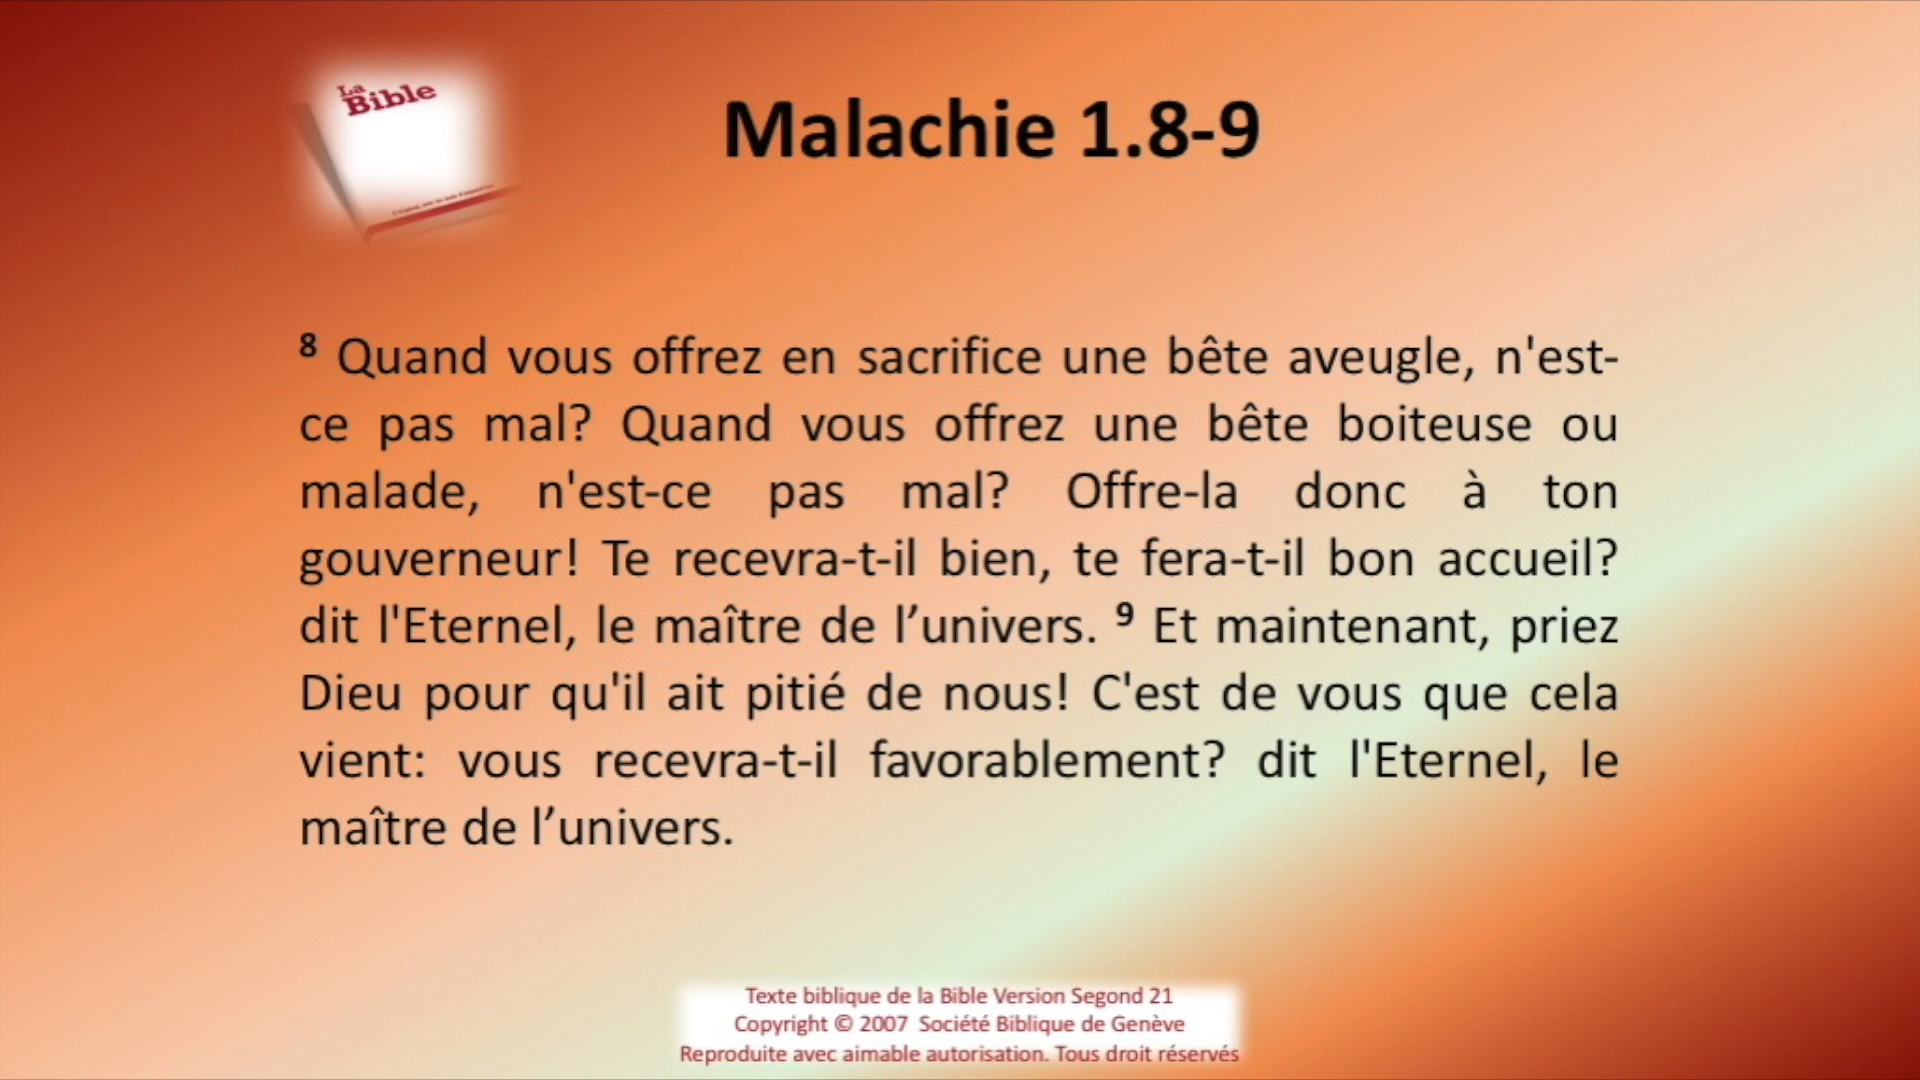 La
Bible
Malachie 1.8-9
8 Quand vous offrez en sacrifice une bête aveugle, n'est-
ce pas mal? Quand vous offrez une bête boiteuse ou
malade, n'est-ce pas mal? Offre-la donc à ton
gouverneur! Te recevra-t-il bien, te fera-t-il bon accueil?
dit l'Eternel, le maître de l’univers. 9 Et maintenant, priez
Dieu pour qu'il ait pitié de nous! C'est de vous que cela
vient: vous recevra-t-il favorablement? dit l'Eternel, le
maître de l’univers.
Texte biblique de la Bible Version Segond 21
Copyright © 2007 Société Biblique de Genève
Reproduite avec aimable autorisation. Tous droit réservés